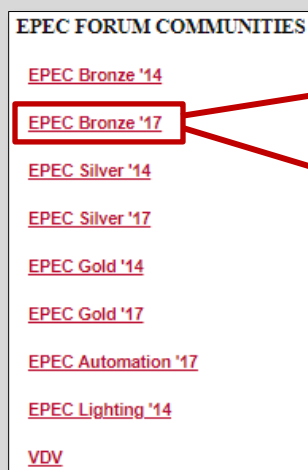 EPEC FORUM COMMUNITIES
EPEC Bronze '14
EPEC Bronze '17
EPEC Silver '14
EPEC Silver '17
EPEC Gold '14
EPEC Gold '17
EPEC Automation '17
EPEC Lighting '14
VDV